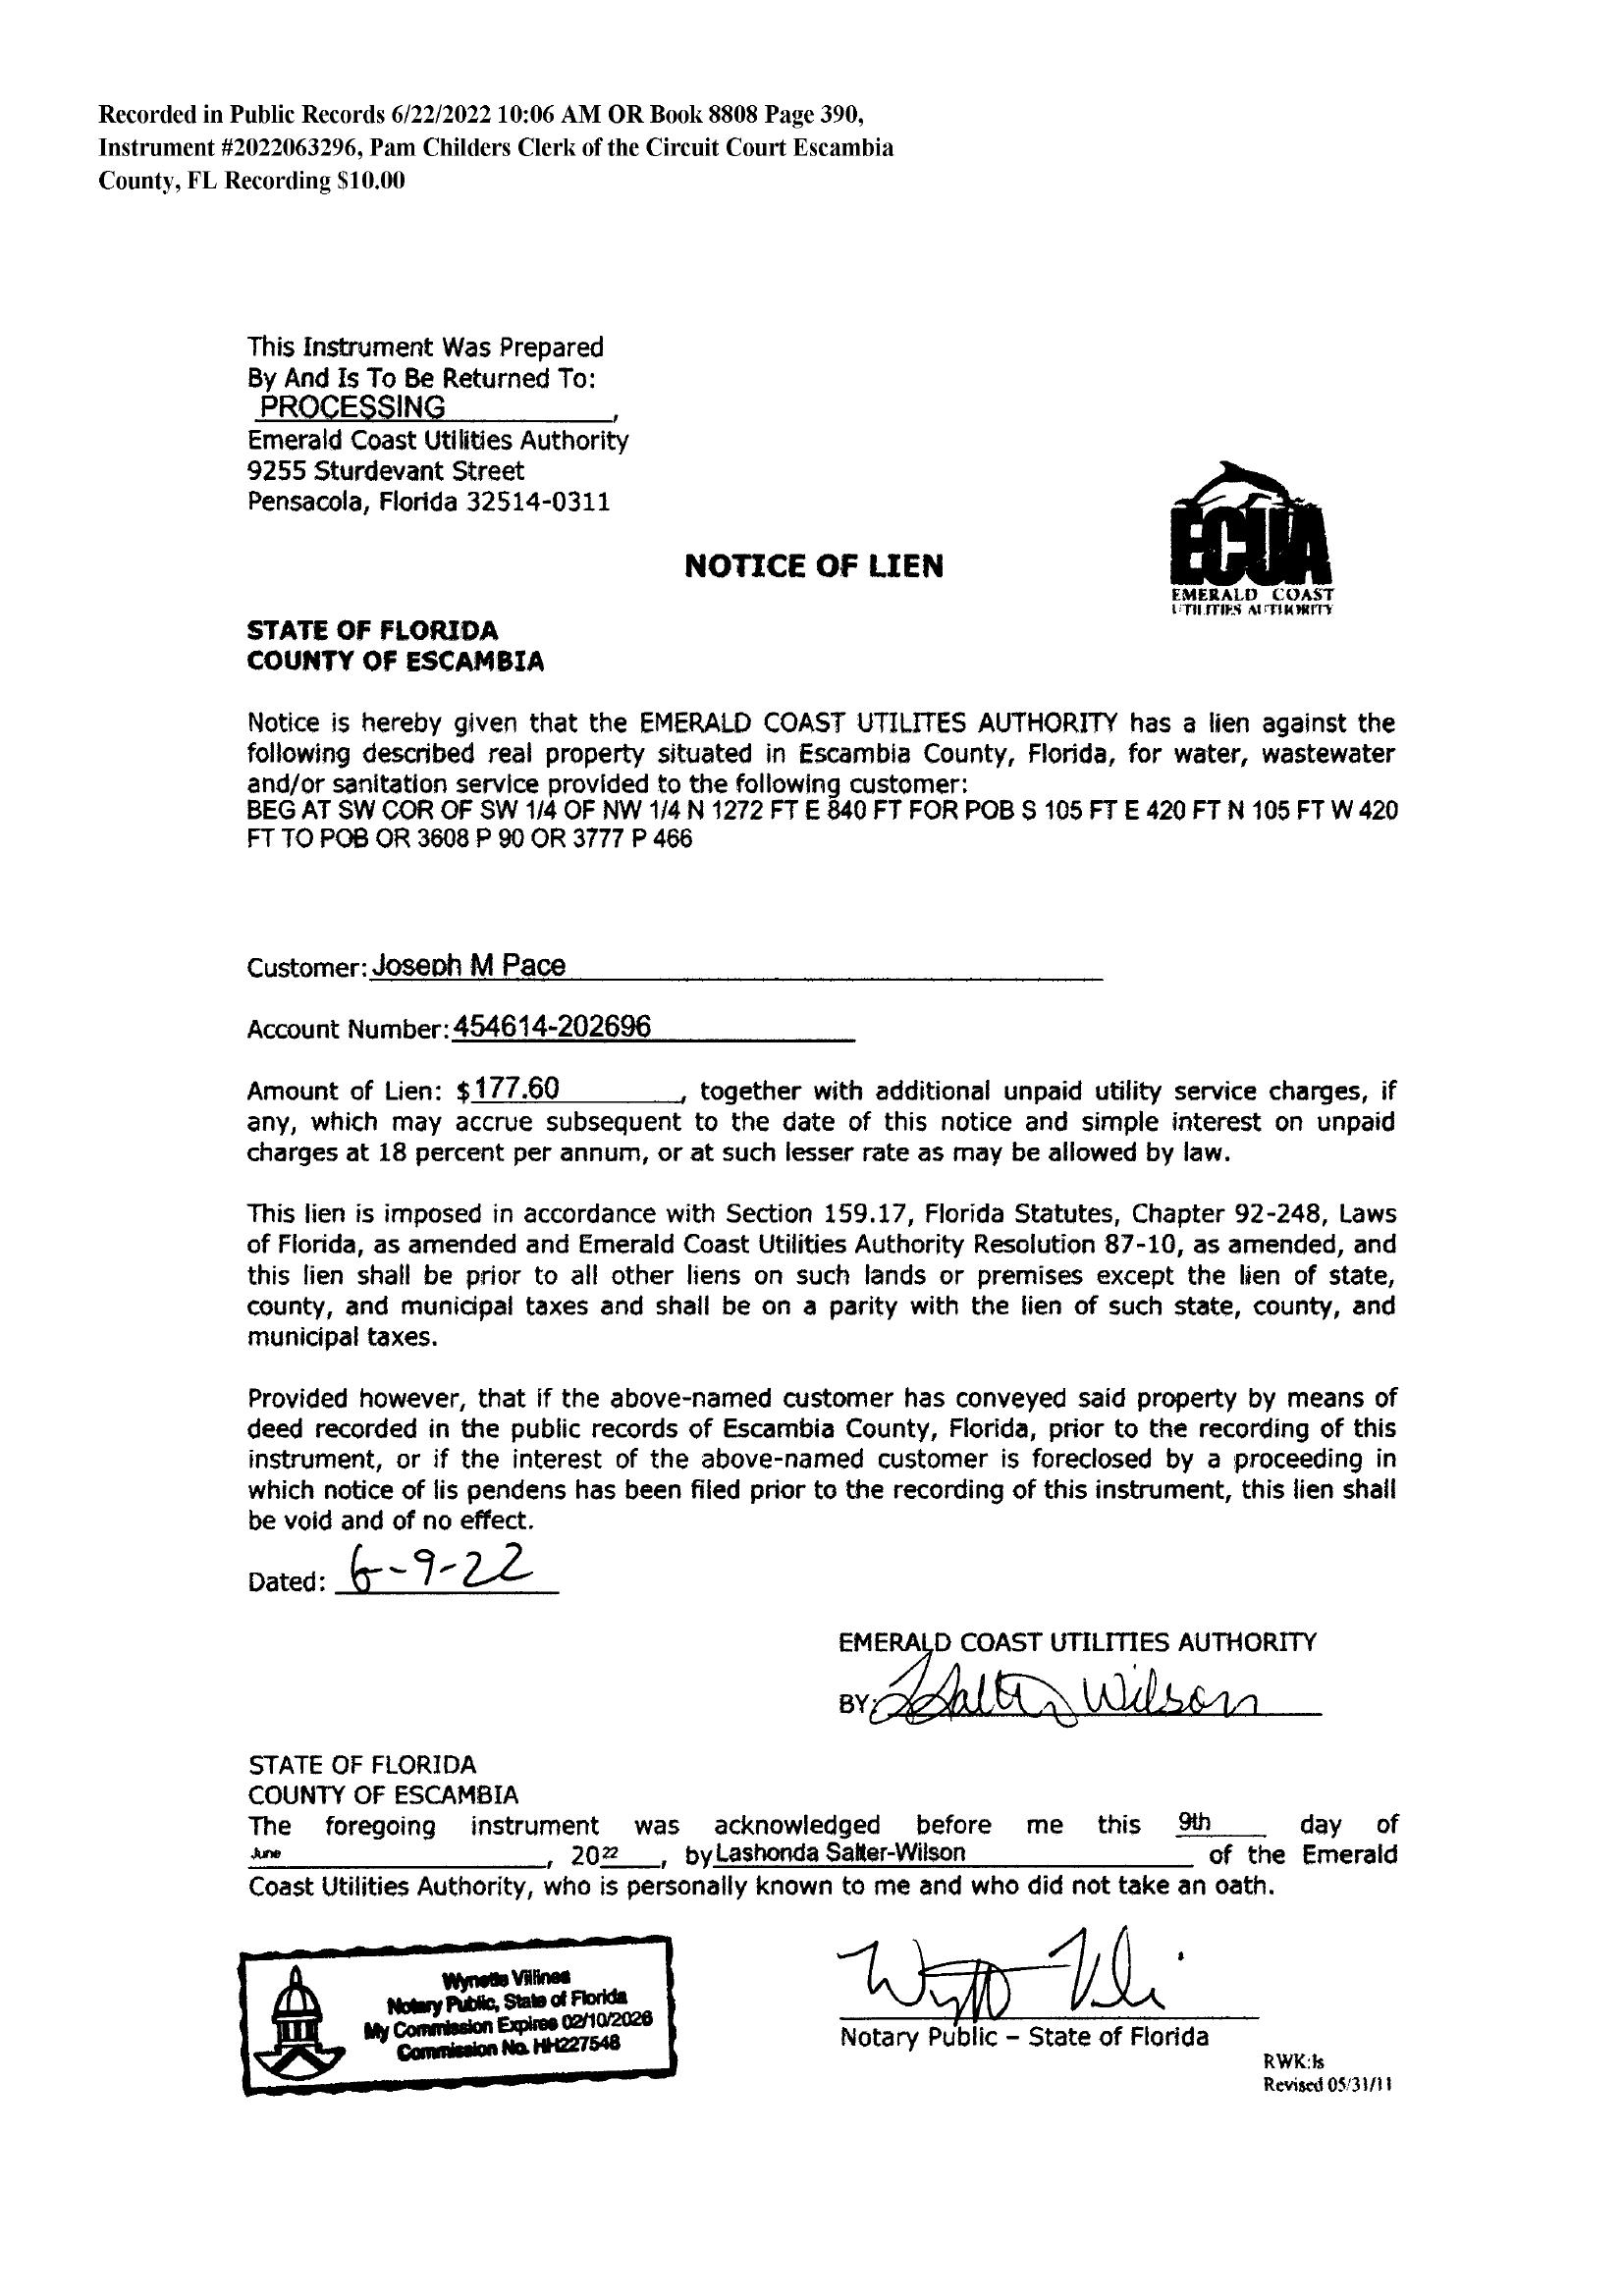 Recorded in Public Records 6/22/2022 10:06 AM OR Book 8808 Page 390,
Instrument #2022063296, Pam Childers Clerk of the Circuit Court Escambia
County, FL Recording $10.00
This Instrument Was Prepared
By And Is To Be Returned To:
PROCESSING,
Emerald Coast Utilities Authority
9255 Sturdevant Street
Pensacola, Florida 32514-0311
ECUA
EMERALD COAST
UTILITIES AUTHORITY
NOTICE OF LIEN
STATE OF FLORIDA
COUNTY OF ESCAMBIA
Notice is hereby given that the EMERALD COAST UTILITES AUTHORITY has a lien against the
following described real property situated in Escambia County, Florida, for water, wastewater
and/or sanitation service provided to the following customer:
BEG AT SW COR OF SW 1/4 OF NW 1/4 N 1272 FT E 840 FT FOR POB S 105 FT E 420 FT N 105 FT W 420
FT TO POB OR 3608 P 90 OR 3777 P 466
Customer: Joseph M Pace
Account Number: 454614-202696
Amount of Lien: $177.60, together with additional unpaid utility service charges, if
any, which may accrue subsequent to the date of this notice and simple interest on unpaid
charges at 18 percent per annum, or at such lesser rate as may be allowed by law.
This lien is imposed in accordance with Section 159.17, Florida Statutes, Chapter 92-248, Laws
of Florida, as amended and Emerald Coast Utilities Authority Resolution 87-10, as amended, and
this lien shall be prior to all other liens on such lands or premises except the lien of state,
county, and municipal taxes and shall be on a parity with the lien of such state, county, and
municipal taxes.
Provided however, that if the above-named customer has conveyed said property by means of
deed recorded in the public records of Escambia County, Florida, prior to the recording of this
instrument, or if the interest of the above-named customer is foreclosed by a proceeding in
which notice of lis pendens has been filed prior to the recording of this instrument, this lien shall
be void and of no effect.
Dated: 6-9-22
EMERALD COAST UTILITIES AUTHORITY
BY: LSalter Wilson
STATE OF FLORIDA
COUNTY OF ESCAMBIA
The foregoing instrument was acknowledged before me this 9th day of
June, 2022, by Lashonda Salter-Wilson of the Emerald
Coast Utilities Authority, who is personally known to me and who did not take an oath.
Wynette Villines
Notary Public, State of Florida
My Commission Expires 02/10/2026
Commission No. HH227548
Notary Public – State of Florida
RWK:ls
Revised 05/31/11